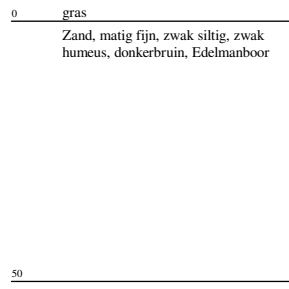 0 gras
Zand, matig fijn, zwak siltig, zwak
humeus, donkerbruin, Edelmanboor
50